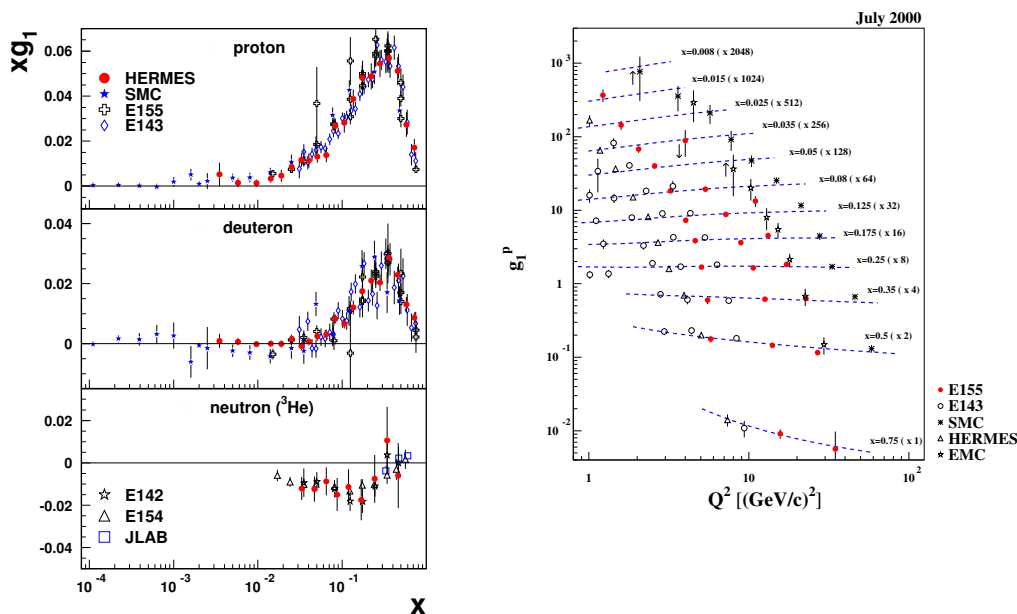 xg1
0.06
0.04
0.02
0
proton
HERMES
SMC
E155
E143
0.04
0.02
0
deuteron
0.02
0
-0.02
-0.04
neutron (³He)
E142
E154
JLAB
10⁻⁴ 10⁻³ 10⁻² 10⁻¹
x
July 2000
g₁ᵖ
10³
10²
10
1
10⁻¹
10⁻²
x=0.008 ( x 2048)
x=0.015 ( x 1024)
x=0.025 ( x 512)
x=0.035 ( x 256)
x=0.05 ( x 128)
x=0.08 ( x 64)
x=0.125 ( x 32)
x=0.175 ( x 16)
x=0.25 ( x 8)
x=0.35 ( x 4)
x=0.5 ( x 2)
x=0.75 ( x 1)
E155
E143
SMC
HERMES
EMC
1 10 10²
Q² [(GeV/c)²]